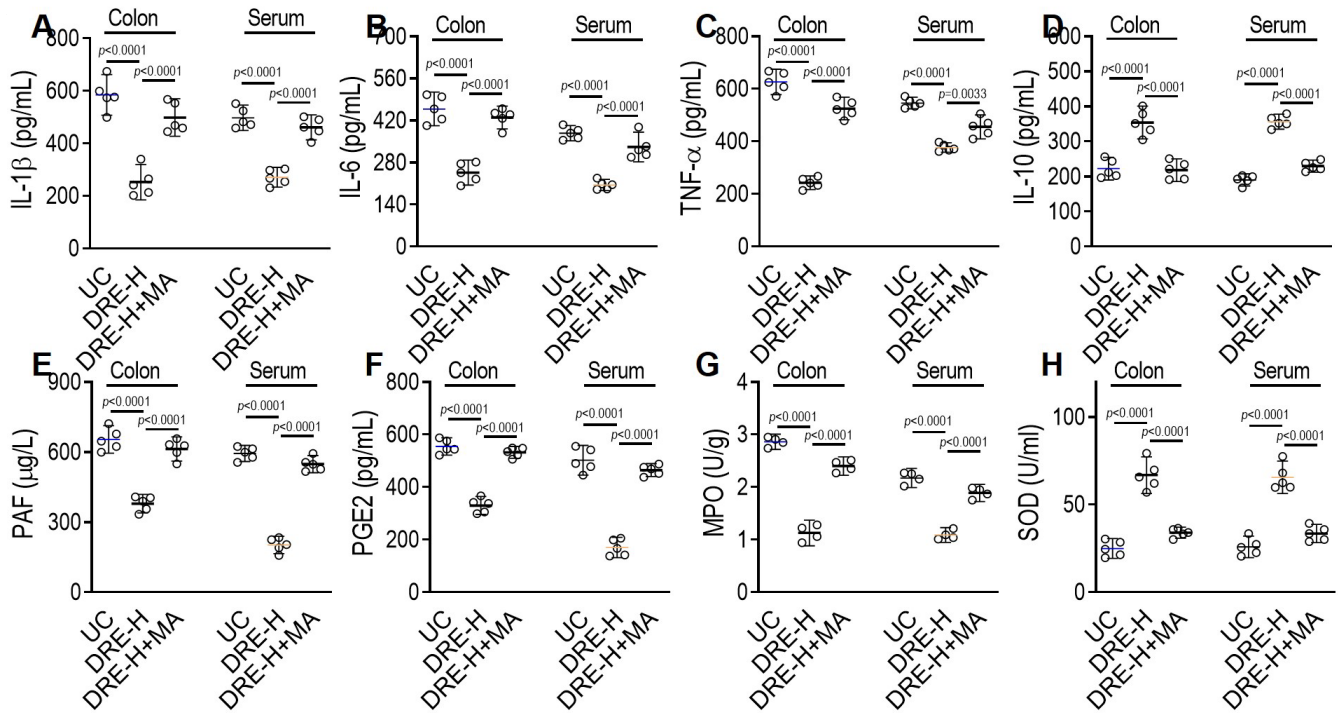 A
Colon
Serum
IL-1β (pg/mL)
800
600
400
200
0
p<0.0001
p<0.0001
p<0.0001
p<0.0001
UC
DRE-H
DRE-H+MA
UC
DRE-H
DRE-H+MA
B
Colon
Serum
IL-6 (pg/mL)
700
560
420
280
140
0
p<0.0001
p<0.0001
p<0.0001
p<0.0001
UC
DRE-H
DRE-H+MA
UC
DRE-H
DRE-H+MA
C
Colon
Serum
TNF-α (pg/mL)
800
600
400
200
0
p<0.0001
p<0.0001
p<0.0001
p=0.0033
UC
DRE-H
DRE-H+MA
UC
DRE-H
DRE-H+MA
D
Colon
Serum
IL-10 (pg/mL)
600
500
400
300
200
100
0
p<0.0001
p<0.0001
p<0.0001
p<0.0001
UC
DRE-H
DRE-H+MA
UC
DRE-H
DRE-H+MA
E
Colon
Serum
PAF (μg/L)
900
600
300
0
p<0.0001
p<0.0001
p<0.0001
p<0.0001
UC
DRE-H
DRE-H+MA
UC
DRE-H
DRE-H+MA
F
Colon
Serum
PGE2 (pg/mL)
800
600
400
200
0
p<0.0001
p<0.0001
p<0.0001
p<0.0001
UC
DRE-H
DRE-H+MA
UC
DRE-H
DRE-H+MA
G
Colon
Serum
MPO (U/g)
4
3
2
1
0
p<0.0001
p<0.0001
p<0.0001
p<0.0001
UC
DRE-H
DRE-H+MA
UC
DRE-H
DRE-H+MA
H
Colon
Serum
SOD (U/ml)
100
50
0
p<0.0001
p<0.0001
p<0.0001
p<0.0001
UC
DRE-H
DRE-H+MA
UC
DRE-H
DRE-H+MA